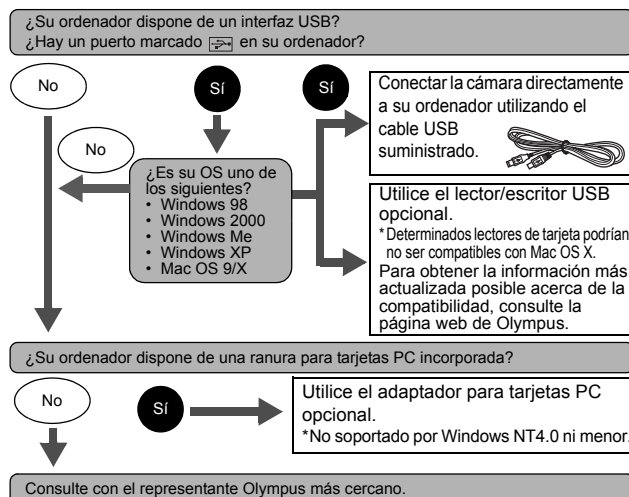 ¿Su ordenador dispone de un interfaz USB?
¿Hay un puerto marcado en su ordenador?
No
Sí
Sí
Conectar la cámara directamente
a su ordenador utilizando el
cable USB
suministrado.
No
¿Es su OS uno de
los siguientes?
• Windows 98
• Windows 2000
• Windows Me
• Windows XP
• Mac OS 9/X
Utilice el lector/escritor USB
opcional.
* Determinados lectores de tarjeta podrían
no ser compatibles con Mac OS X.
Para obtener la información más
actualizada posible acerca de la
compatibilidad, consulte la
página web de Olympus.
¿Su ordenador dispone de una ranura para tarjetas PC incorporada?
No
Sí
Utilice el adaptador para tarjetas PC
opcional.
*No soportado por Windows NT4.0 ni menor.
Consulte con el representante Olympus más cercano.